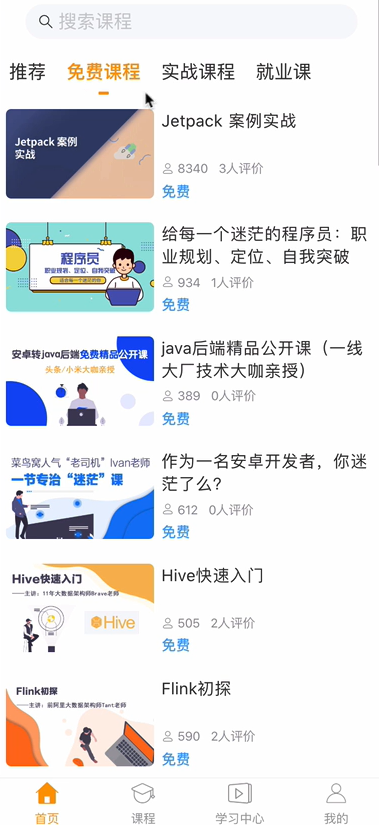 搜索课程
推荐 免费课程 实战课程 就业课
Jetpack 案例
实战
Jetpack 案例实战
8340 3人评价
免费
程序员
职业规划、定位、自我突破
适合每一个迷茫的他
给每一个迷茫的程序员：职
业规划、定位、自我突破
934 1人评价
免费
安卓转java后端免费精品公开课
头条/小米大咖亲授
java后端精品公开课（一线
大厂技术大咖亲授）
389 0人评价
免费
菜鸟窝人气“老司机”Ivan老师
一节专治“迷茫”课
作为一名安卓开发者，你迷
茫了么？
612 0人评价
免费
Hive快速入门
——主讲：11年大数据架构师Brave老师
Hive
Hive快速入门
505 2人评价
免费
Flink初探
——主讲：前阿里大数据架构师Tant老师
Flink初探
590 2人评价
免费
首页 课程 学习中心 我的